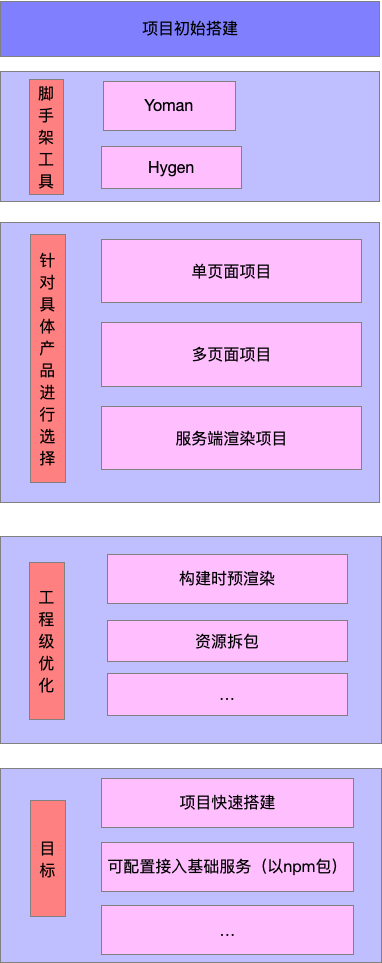 项目初始搭建
脚手架工具
Yoman
Hygen
针对具体产品进行选择
单页面项目
多页面项目
服务端渲染项目
工程级优化
构建时预渲染
资源拆包
...
目标
项目快速搭建
可配置接入基础服务（以npm包）
...